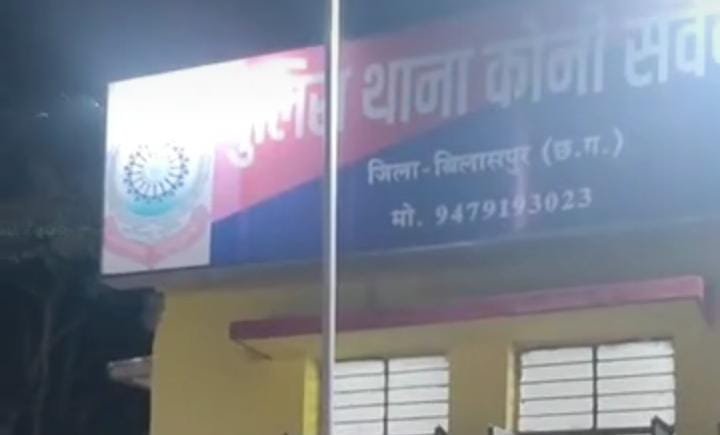 पुलिस थाना कोनी
जिला-बिलासपुर (छ.ग.)
मो. 9479193023